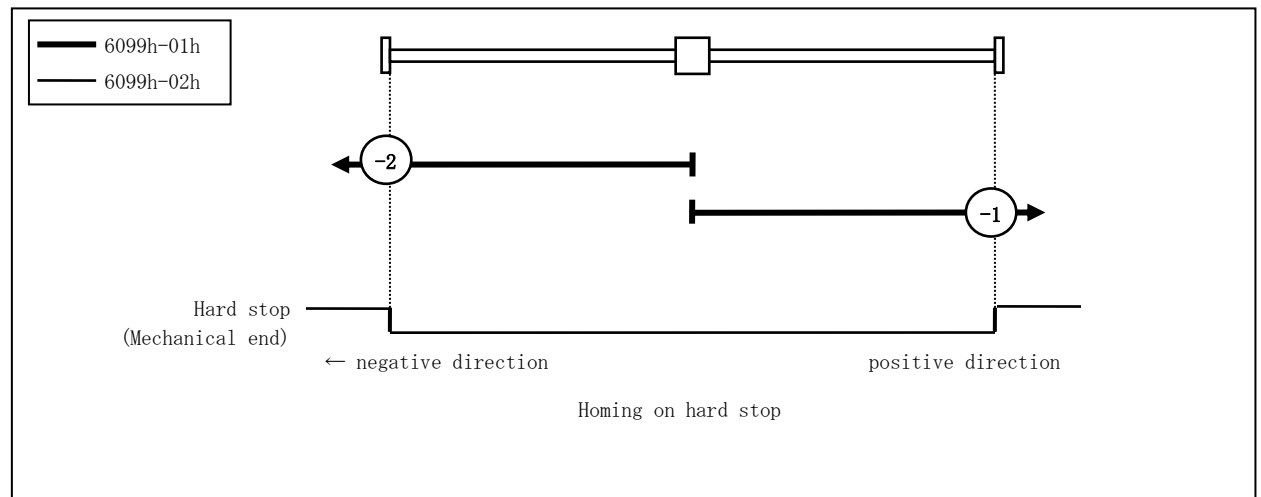 6099h-01h
6099h-02h
-2
-1
Hard stop
(Mechanical end)
← negative direction
positive direction
Homing on hard stop